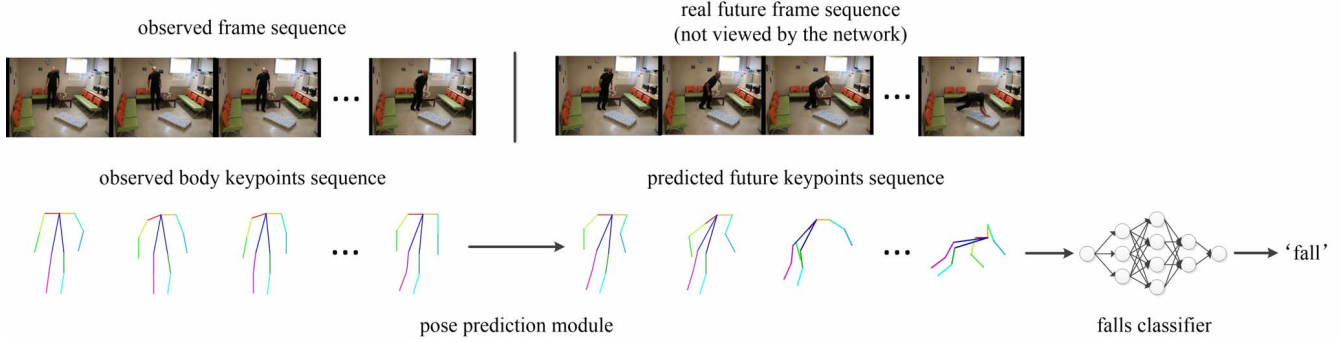 observed frame sequence
real future frame sequence
(not viewed by the network)
observed body keypoints sequence
predicted future keypoints sequence
'fall'
pose prediction module
falls classifier